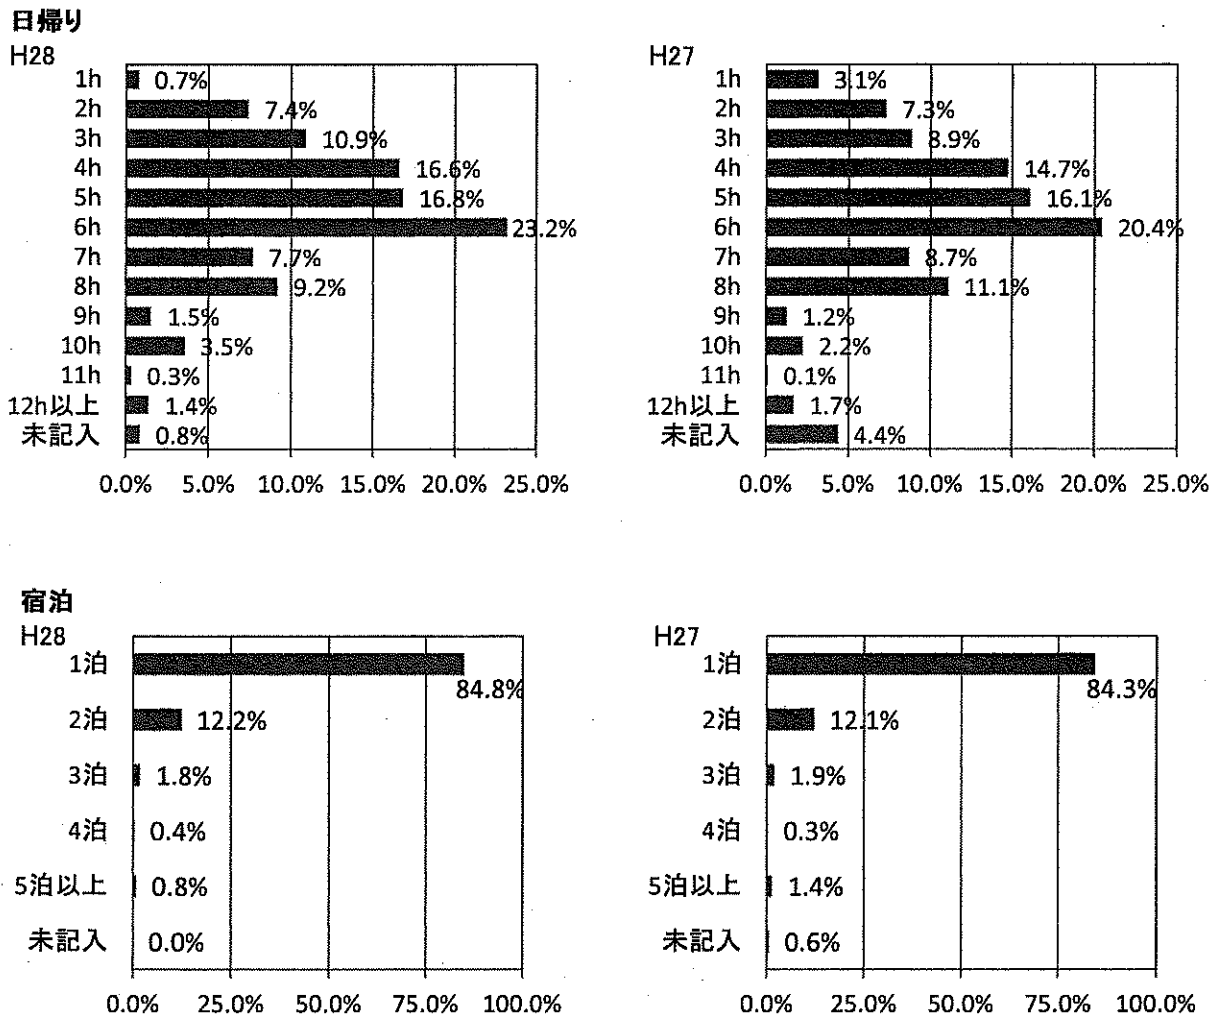 日帰り
H28
1h 0.7%
2h 7.4%
3h 10.9%
4h 16.6%
5h 16.8%
6h 23.2%
7h 7.7%
8h 9.2%
9h 1.5%
10h 3.5%
11h 0.3%
12h以上 1.4%
未記入 0.8%
0.0% 5.0% 10.0% 15.0% 20.0% 25.0%
H27
1h 3.1%
2h 7.3%
3h 8.9%
4h 14.7%
5h 16.1%
6h 20.4%
7h 8.7%
8h 11.1%
9h 1.2%
10h 2.2%
11h 0.1%
12h以上 1.7%
未記入 4.4%
0.0% 5.0% 10.0% 15.0% 20.0% 25.0%
宿泊
H28
1泊 84.8%
2泊 12.2%
3泊 1.8%
4泊 0.4%
5泊以上 0.8%
未記入 0.0%
0.0% 25.0% 50.0% 75.0% 100.0%
H27
1泊 84.3%
2泊 12.1%
3泊 1.9%
4泊 0.3%
5泊以上 1.4%
未記入 0.6%
0.0% 25.0% 50.0% 75.0% 100.0%